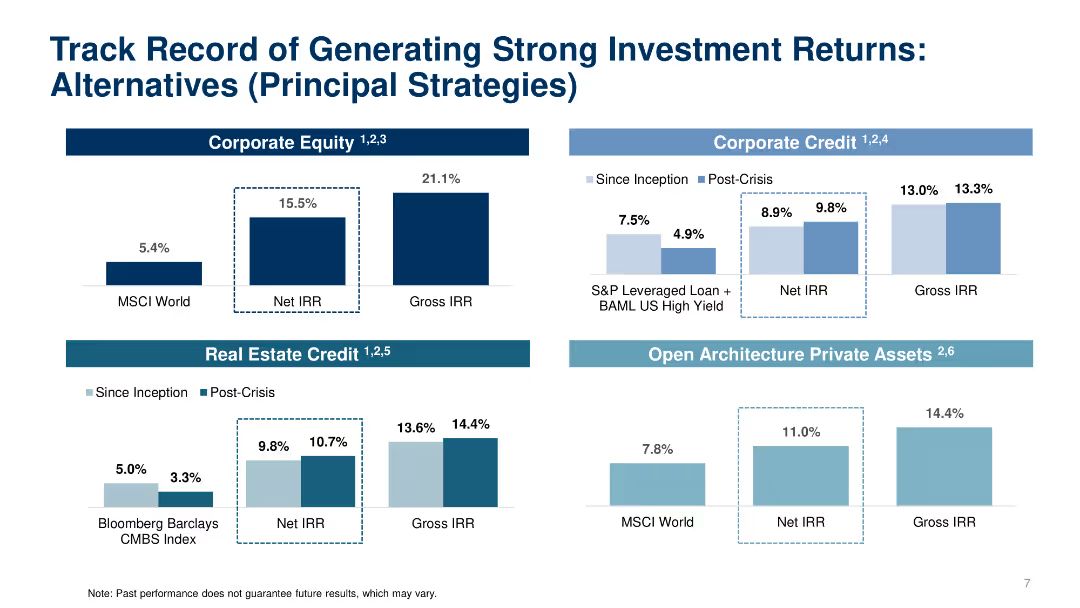 Track Record of Generating Strong Investment Returns:
Alternatives (Principal Strategies)
Corporate Equity 1,2,3
21.1%
15.5%
5.4%
MSCI World
Net IRR
Gross IRR
Corporate Credit 1,2,4
Since Inception
Post-Crisis
13.0%
13.3%
8.9%
9.8%
7.5%
4.9%
S&P Leveraged Loan +
BAML US High Yield
Net IRR
Gross IRR
Real Estate Credit 1,2,5
Since Inception
Post-Crisis
13.6%
14.4%
9.8%
10.7%
5.0%
3.3%
Bloomberg Barclays
CMBS Index
Net IRR
Gross IRR
Open Architecture Private Assets 2,6
14.4%
11.0%
7.8%
MSCI World
Net IRR
Gross IRR
7
Note: Past performance does not guarantee future results, which may vary.